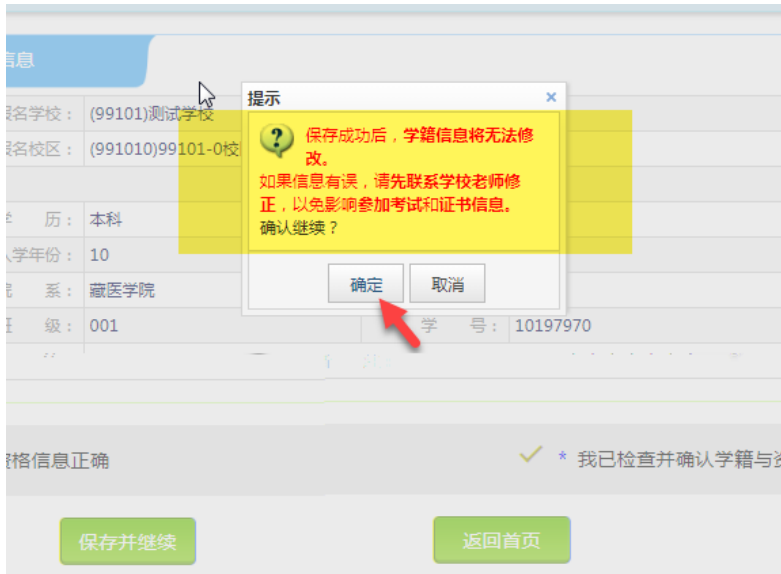 信息
提示
×
报名学校： (99101)测试学校
报名校区： (991010)99101-0校
保存成功后，学籍信息将无法修
改。
如果信息有误，请先联系学校老师修
正，以免影响参加考试和证书信息。
确认继续？
学 历： 本科
入学年份： 10
院 系： 藏医学院
确定 取消
班 级： 001
学 号： 10197970
资格信息正确
* 我已检查并确认学籍与资
保存并继续
返回首页